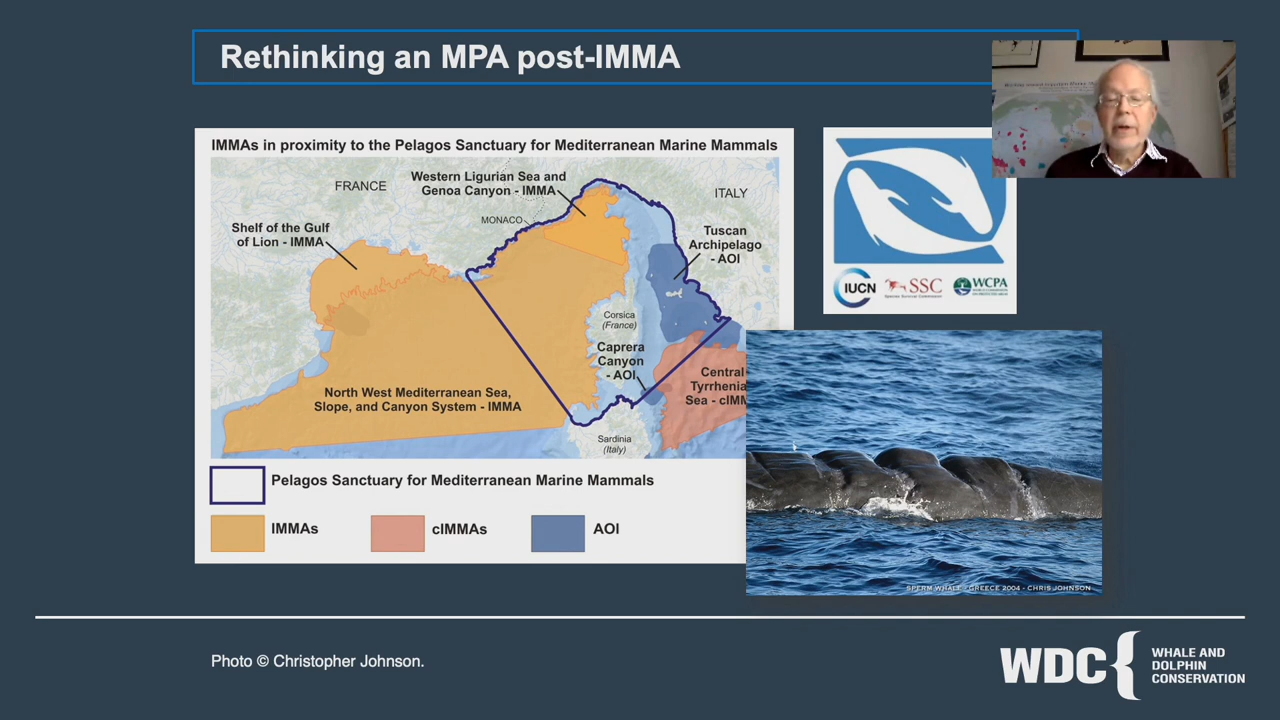 Rethinking an MPA post-IMMA
IMMAs in proximity to the Pelagos Sanctuary for Mediterranean Marine Mammals
FRANCE
Western Ligurian Sea and
Genoa Canyon - IMMA
ITALY
MONACO
Shelf of the Gulf
of Lion - IMMA
Tuscan
Archipelago
- AOI
Corsica
(France)
Caprera
Canyon
- AOI
Central
Tyrrhenia
Sea - cIMM
North West Mediterranean Sea,
Slope, and Canyon System - IMMA
Sardinia
(Italy)
Pelagos Sanctuary for Mediterranean Marine Mammals
IMMAs
cIMMAs
AOI
IUCN
SSC
WCPA
SPERM WHALE - GREECE 2004 - CHRIS JOHNSON
Photo © Christopher Johnson.
WDC
WHALE AND
DOLPHIN
CONSERVATION